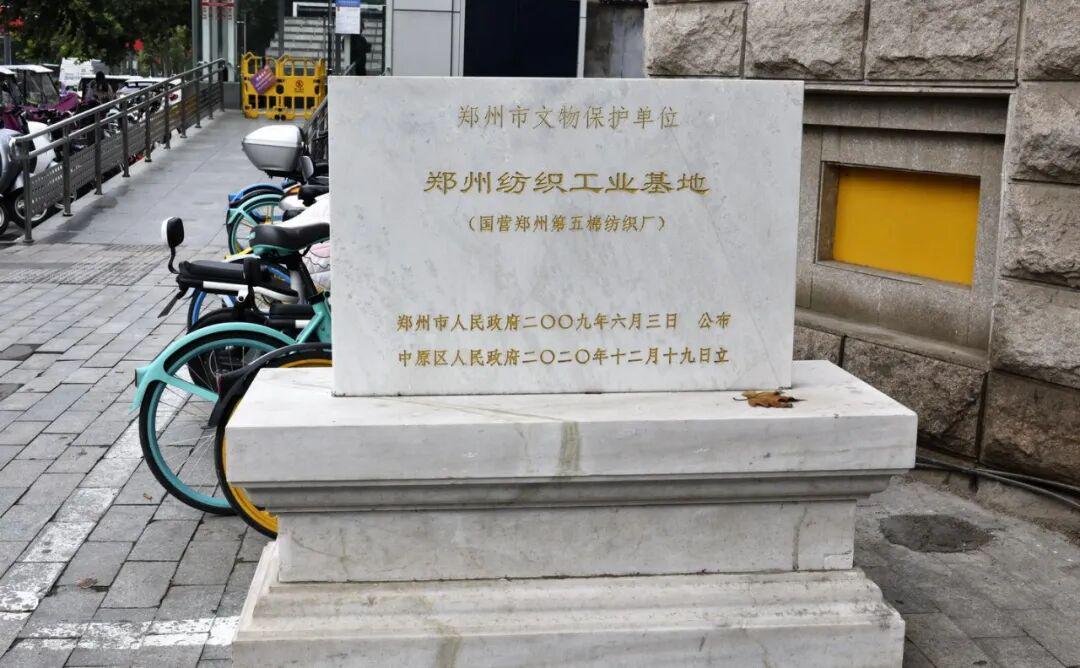 郑州市文物保护单位
郑州纺织工业基地
（国营郑州第五棉纺织厂）
郑州市人民政府二〇〇九年六月三日 公布
中原区人民政府二〇二〇年十二月十九日立